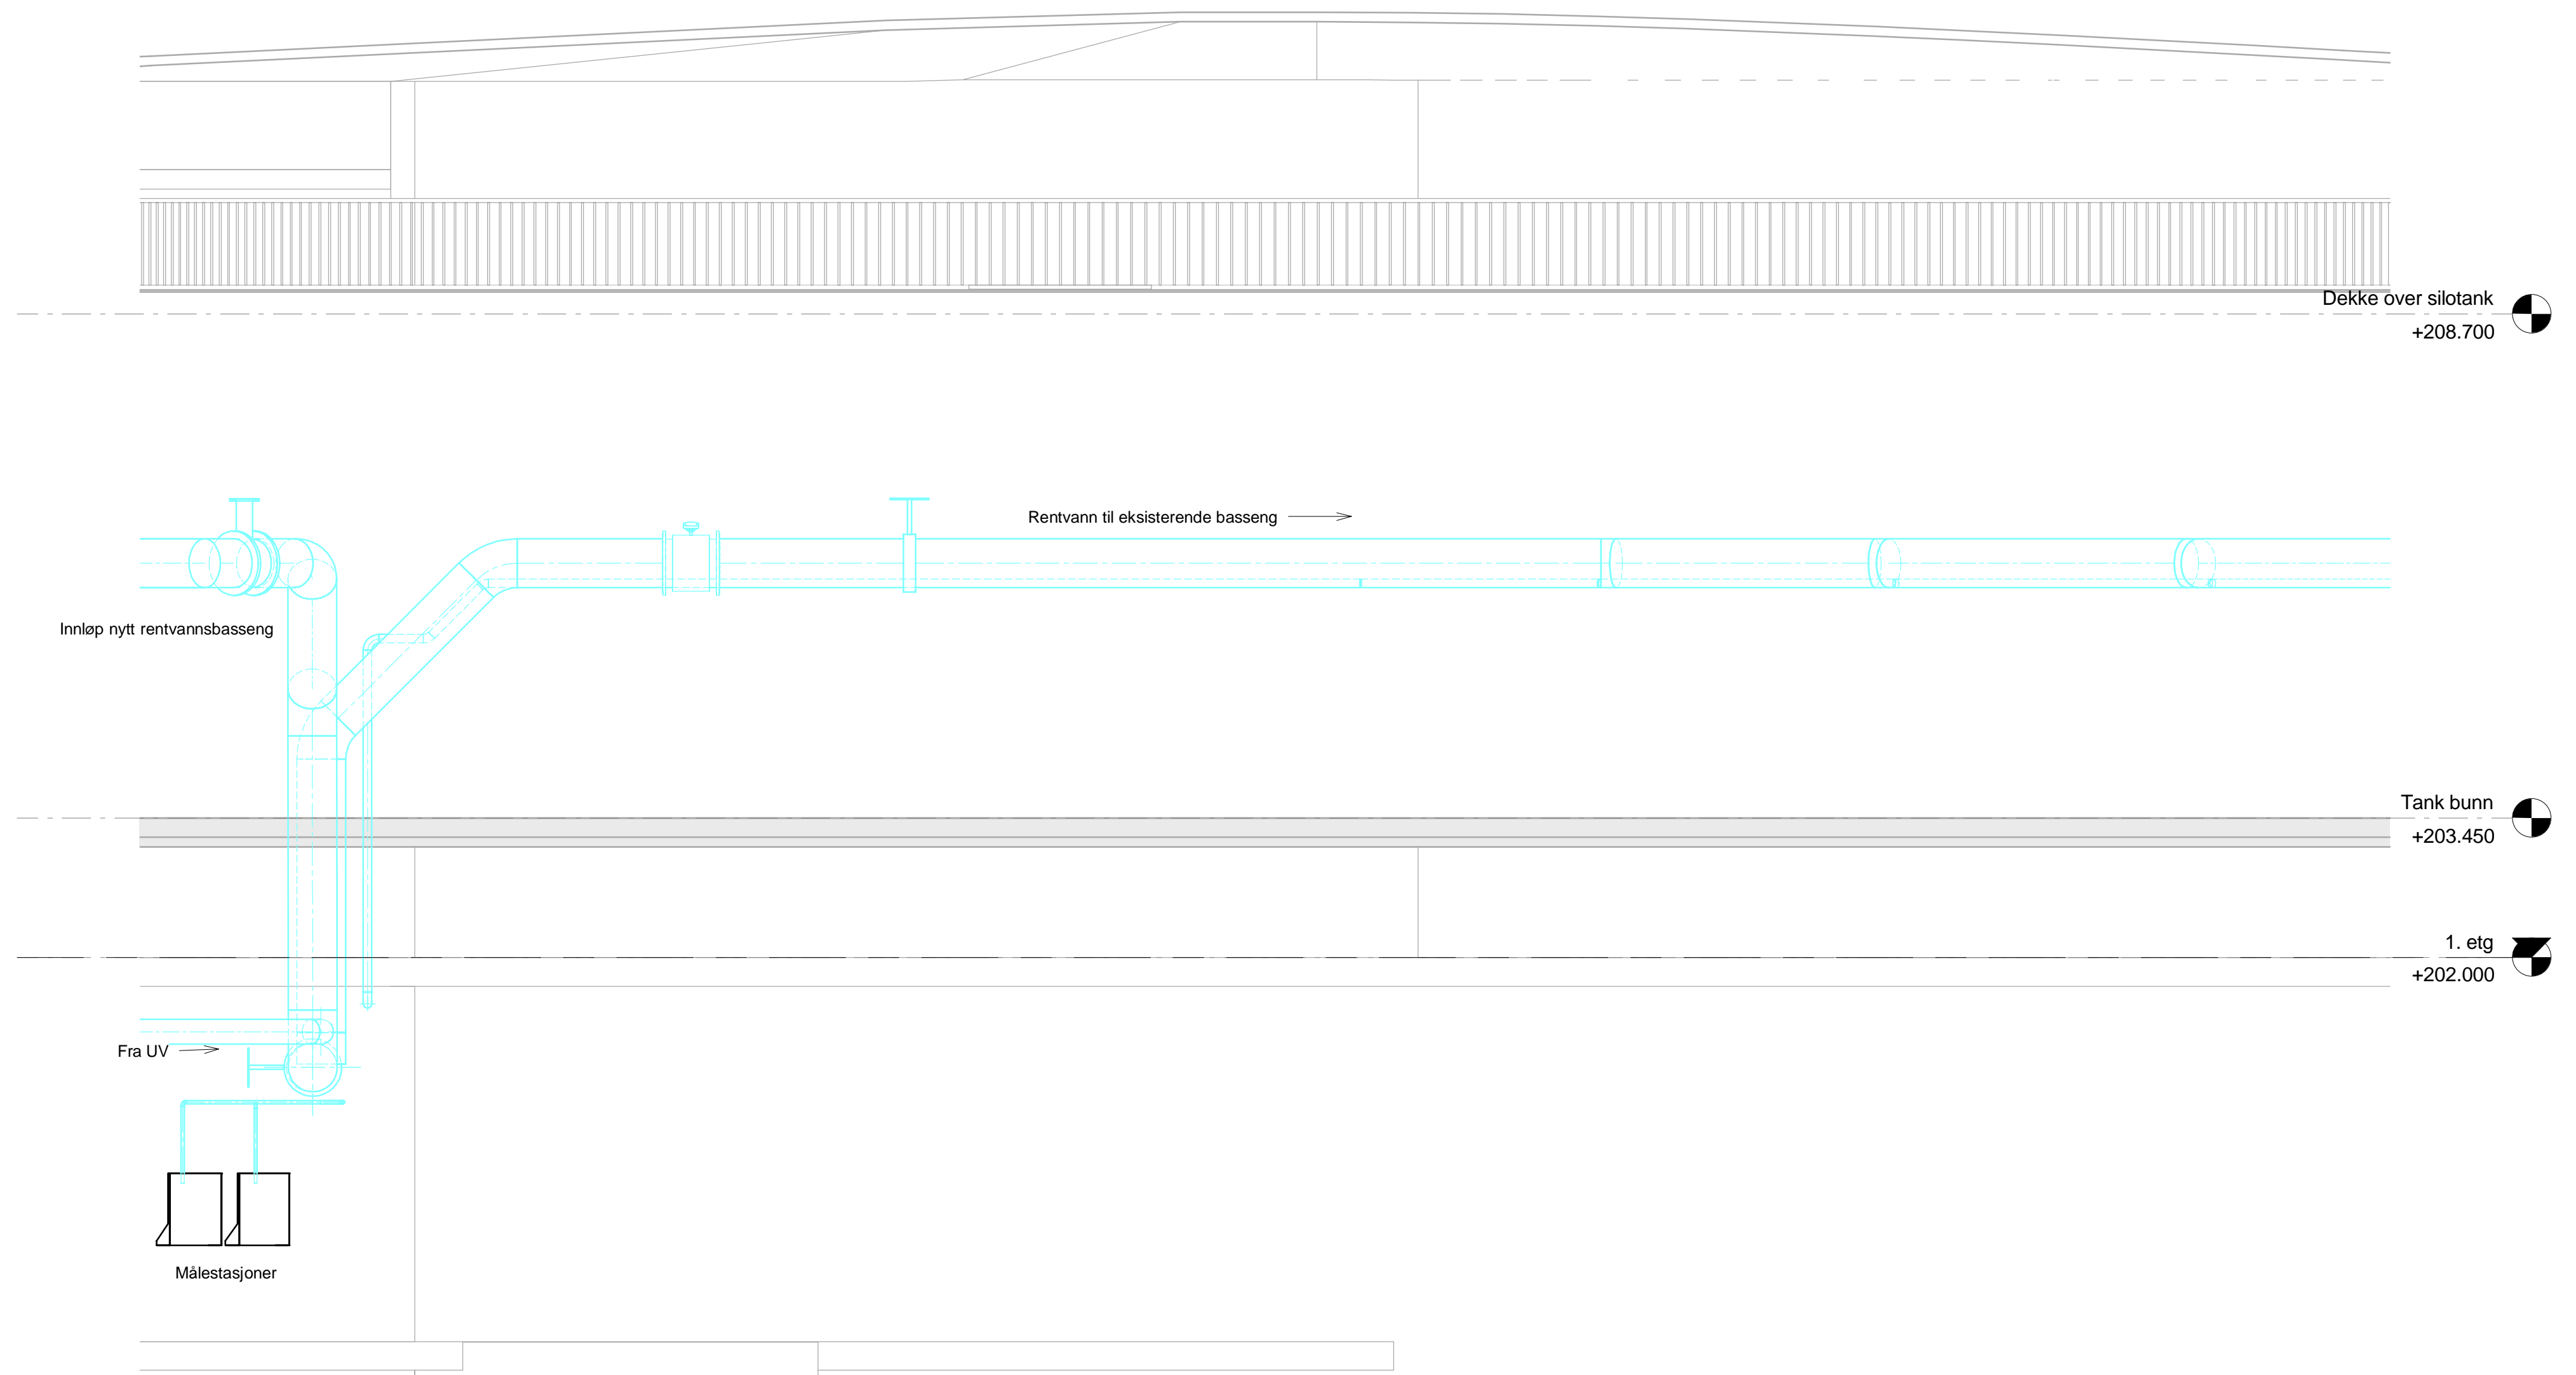 Dekke over silotank
+208.700
Rentvann til eksisterende basseng
Innløp nytt rentvannsbasseng
Tank bunn
+203.450
1. etg
+202.000
Fra UV
Målestasjoner